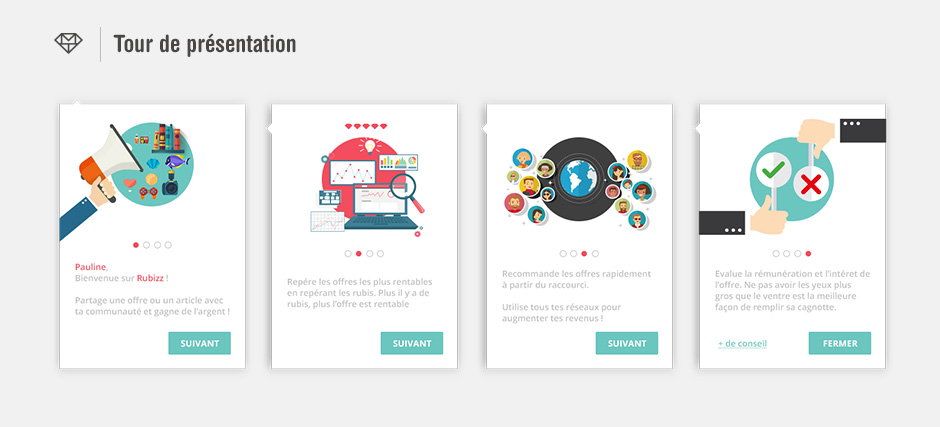 Tour de présentation
Pauline,
Bienvenue sur Rubizz !
Partage une offre ou un article avec
ta communauté et gagne de l'argent !
SUIVANT
Repére les offres les plus rentables
en repérant les rubis. Plus il y a de
rubis, plus l'offre est rentable
SUIVANT
Recommande les offres rapidement
à partir du raccourci.
Utilise tous tes réseaux pour
augmenter tes revenus !
SUIVANT
Evalue la rémunération et l'intéret de
l'offre. Ne pas avoir les yeux plus
gros que le ventre est la meilleure
façon de remplir sa cagnotte.
+ de conseil
FERMER